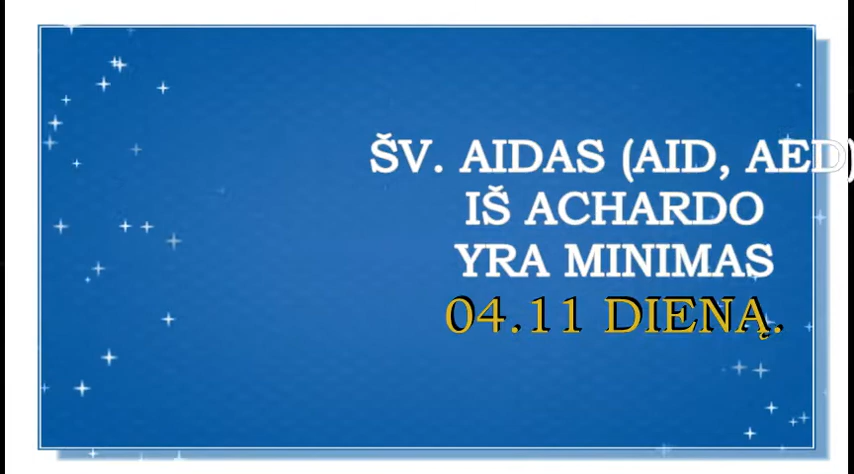 ŠV. AIDAS (AID, AED)
IŠ ACHARDO
YRA MINIMAS
04.11 DIENĄ.